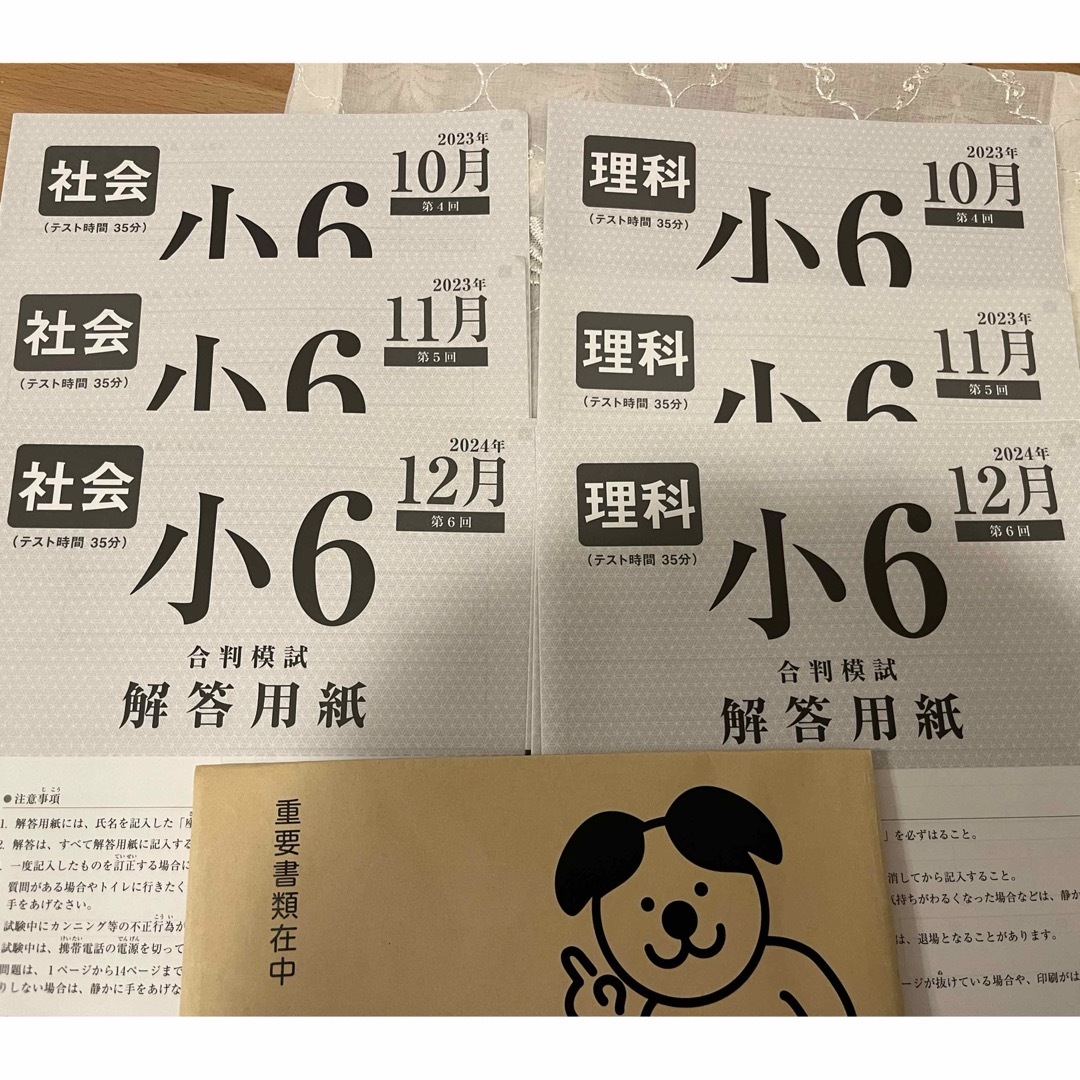 社会
(テスト時間 35分)
小6
2023年
10月
第4回
理科
(テスト時間 35分)
小6
2023年
10月
第4回
社会
(テスト時間 35分)
小6
2023年
11月
第5回
理科
(テスト時間 35分)
小6
2023年
11月
第5回
社会
(テスト時間 35分)
小6
2024年
12月
第6回
合判模試
解答用紙
理科
(テスト時間 35分)
小6
2024年
12月
第6回
合判模試
解答用紙
●注意事項
1. 解答用紙には、氏名を記入した「座
2. 解答は、すべて解答用紙に記入する
一度記入したものを訂正する場合に
質問がある場合やトイレに行きたく
手をあげなさい。
試験中にカンニング等の不正行為が
試験中は、携帯電話の電源を切って
問題は、1ページから14ページまで
りしない場合は、静かに手をあげな
」を必ずはること。
消してから記入すること。
気持ちがわるくなった場合などは、静か
は、退場となることがあります。
ージが抜けている場合や、印刷がは
重要書類在中